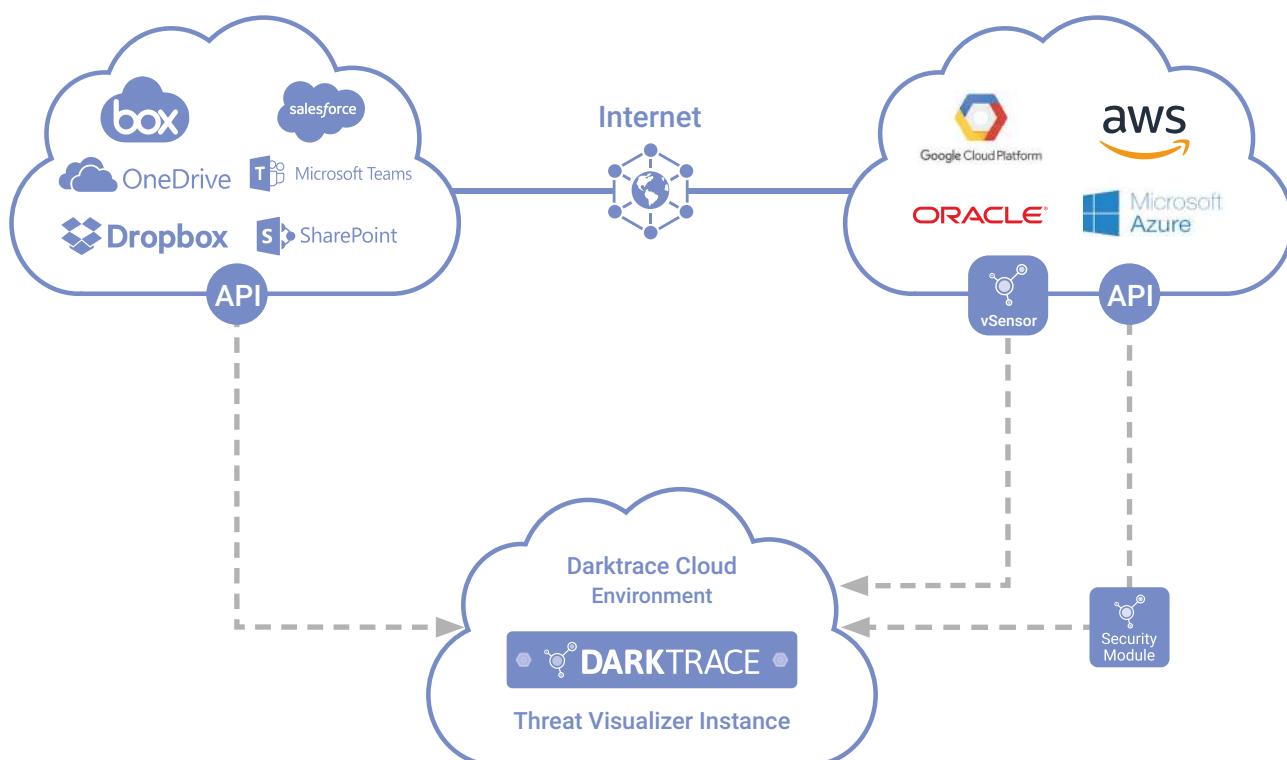 box
salesforce
OneDrive
T
Microsoft Teams
Dropbox
S
SharePoint
API
Internet
Google Cloud Platform
aws
ORACLE®
Microsoft
Azure
vSensor
API
Darktrace Cloud
Environment
DARKTRACE
Threat Visualizer Instance
Security
Module